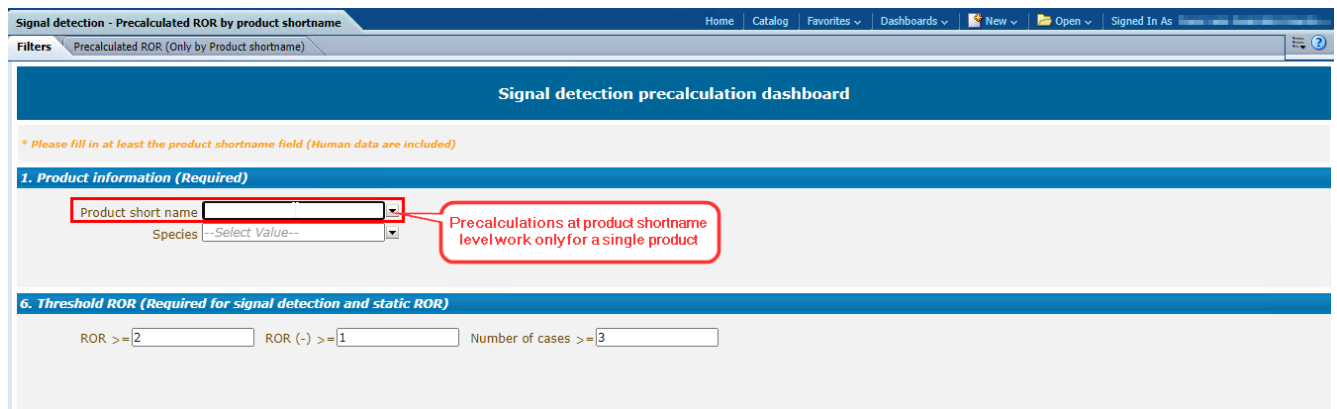 Signal detection - Precalculated ROR by product shortname
Home Catalog Favorites Dashboards New Open Signed In As
Filters Precalculated ROR (Only by Product shortname)
Signal detection precalculation dashboard
* Please fill in at least the product shortname field (Human data are included)
1. Product information (Required)
Product short name
Species --Select Value--
Precalculations at product shortname
level work only for a single product
6. Threshold ROR (Required for signal detection and static ROR)
ROR >= 2 ROR (-) >= 1 Number of cases >= 3